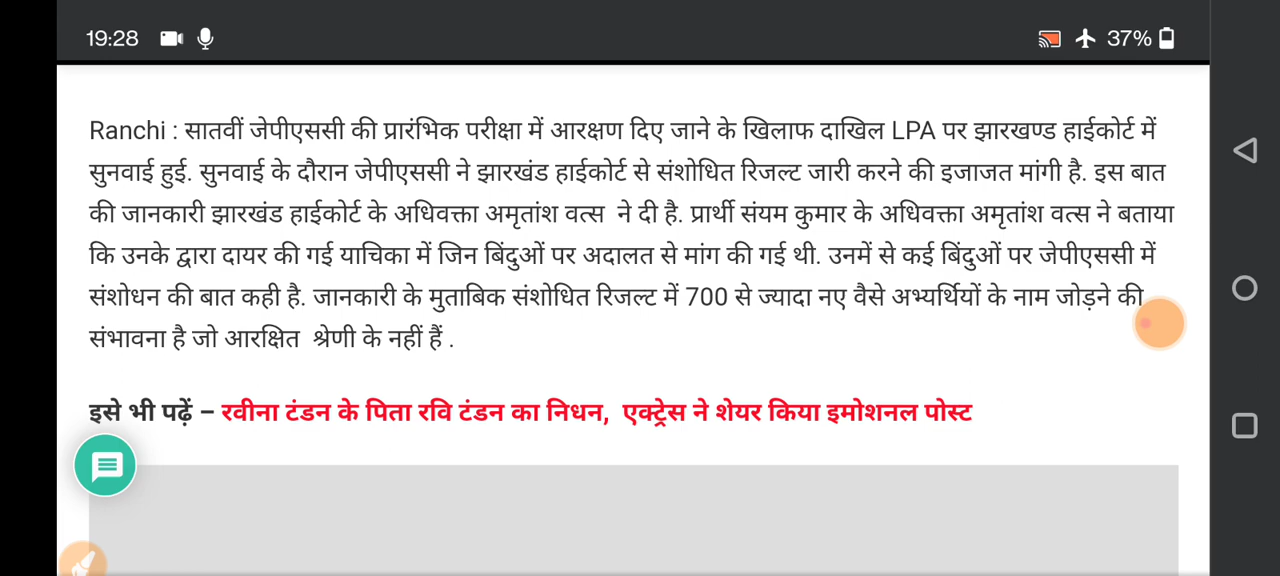 19:28
37%
Ranchi : सातवीं जेपीएससी की प्रारंभिक परीक्षा में आरक्षण दिए जाने के खिलाफ दाखिल LPA पर झारखण्ड हाईकोर्ट में
सुनवाई हुई. सुनवाई के दौरान जेपीएससी ने झारखंड हाईकोर्ट से संशोधित रिजल्ट जारी करने की इजाजत मांगी है. इस बात
की जानकारी झारखंड हाईकोर्ट के अधिवक्ता अमृतांश वत्स ने दी है. प्रार्थी संयम कुमार के अधिवक्ता अमृतांश वत्स ने बताया
कि उनके द्वारा दायर की गई याचिका में जिन बिंदुओं पर अदालत से मांग की गई थी. उनमें से कई बिंदुओं पर जेपीएससी में
संशोधन की बात कही है. जानकारी के मुताबिक संशोधित रिजल्ट में 700 से ज्यादा नए वैसे अभ्यर्थियों के नाम जोड़ने की
संभावना है जो आरक्षित श्रेणी के नहीं हैं .
इसे भी पढ़ें – रवीना टंडन के पिता रवि टंडन का निधन, एक्ट्रेस ने शेयर किया इमोशनल पोस्ट